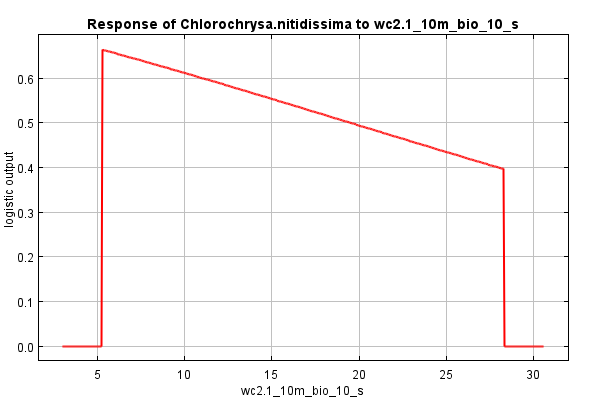 Response of Chlorochrysa.nitidissima to wc2.1_10m_bio_10_s
logistic output
0.6
0.5
0.4
0.3
0.2
0.1
0.0
5 10 15 20 25 30
wc2.1_10m_bio_10_s